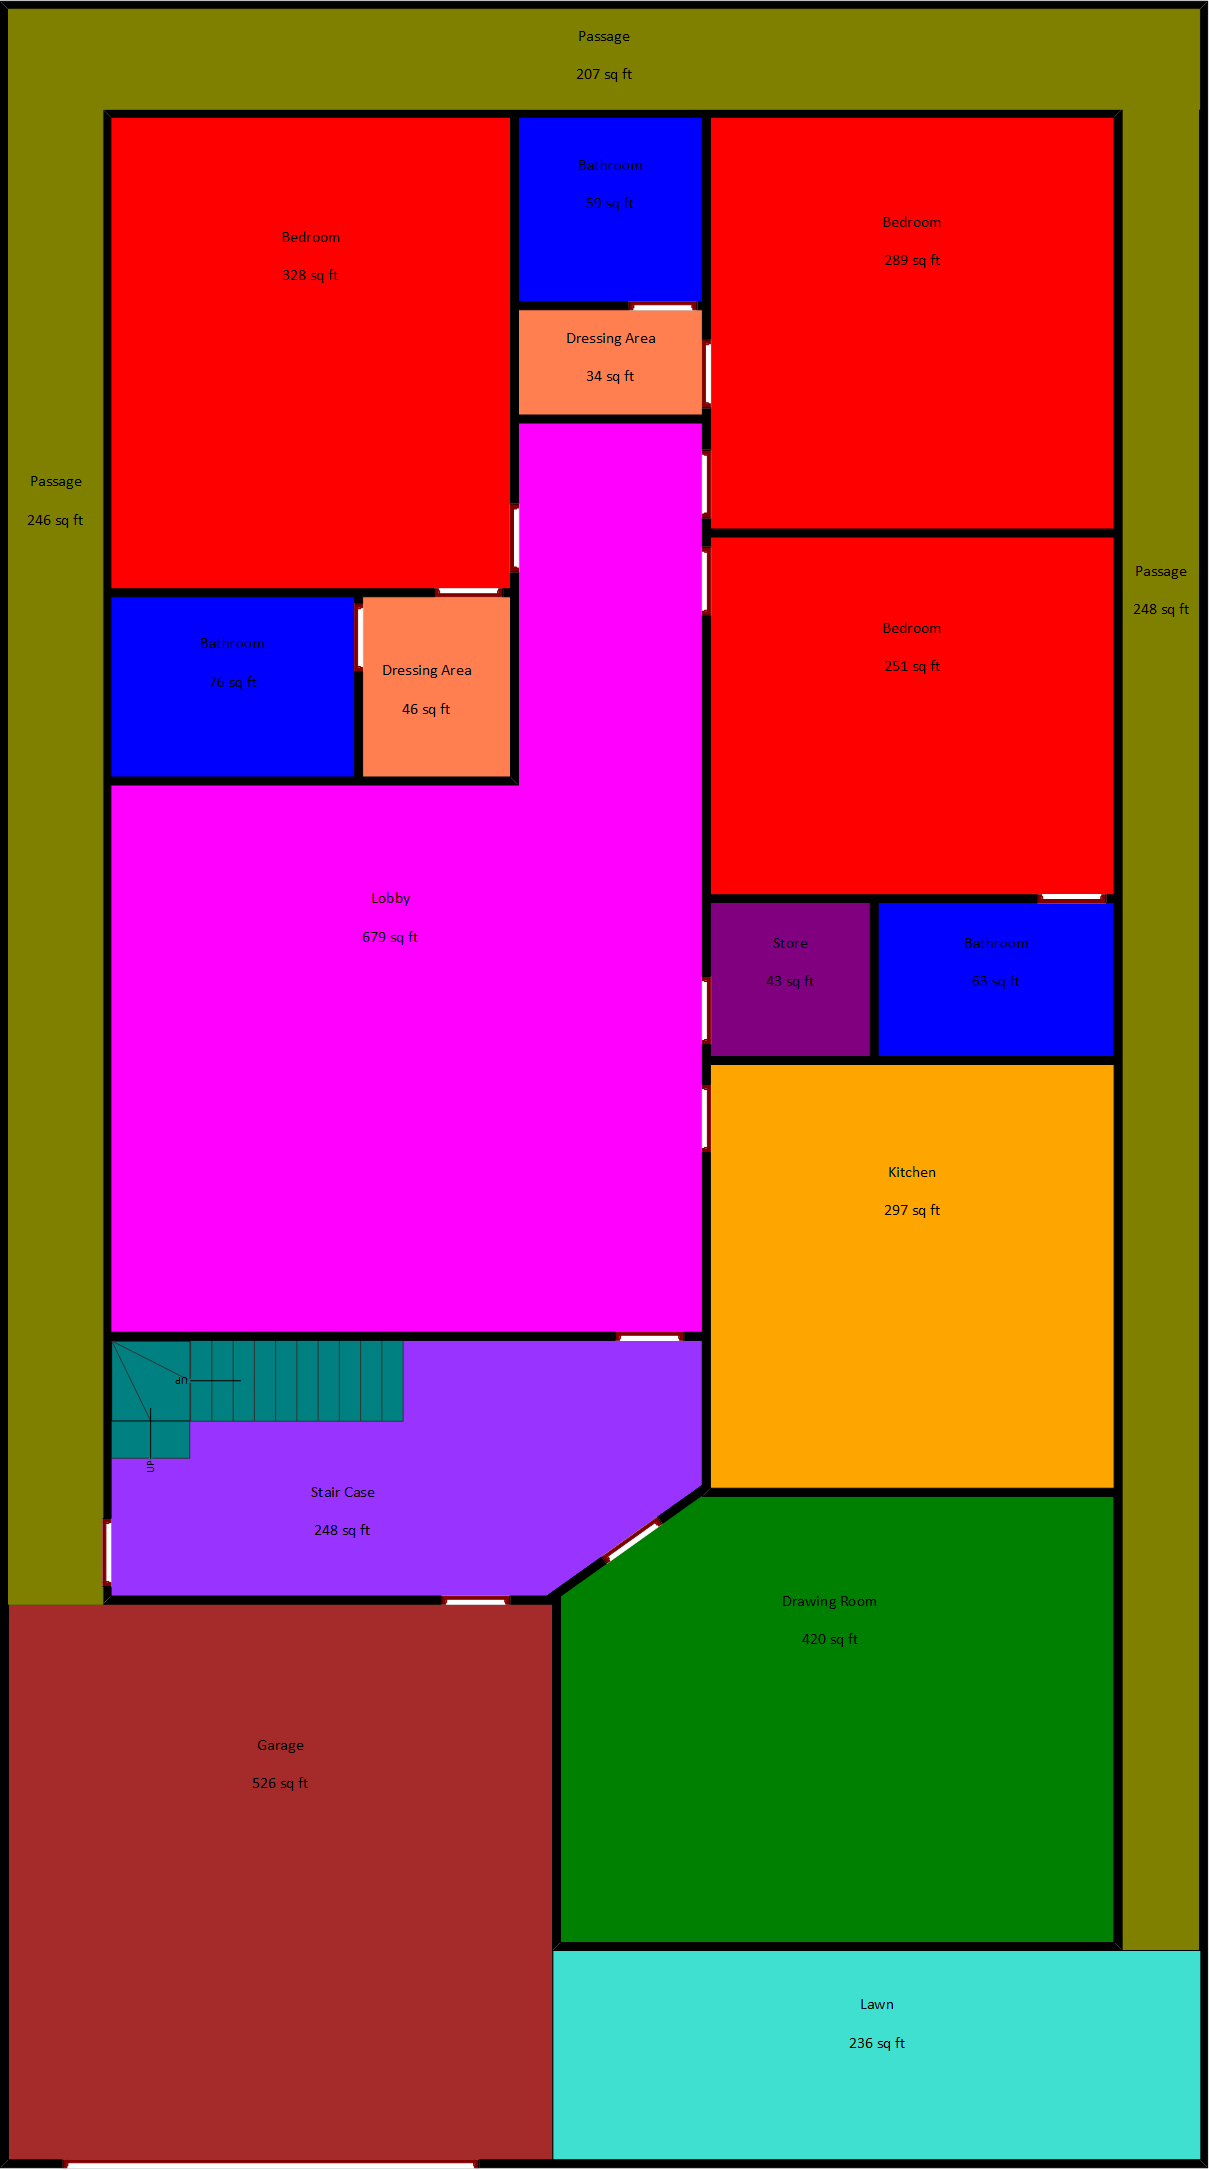 Passage
207 sq ft
Bathroom
59 sq ft
Bedroom
289 sq ft
Bedroom
328 sq ft
Dressing Area
34 sq ft
Passage
246 sq ft
Passage
248 sq ft
Bedroom
251 sq ft
Bathroom
76 sq ft
Dressing Area
46 sq ft
Lobby
679 sq ft
Store
43 sq ft
Bathroom
63 sq ft
Kitchen
297 sq ft
UP
UP
Stair Case
248 sq ft
Drawing Room
420 sq ft
Garage
526 sq ft
Lawn
236 sq ft